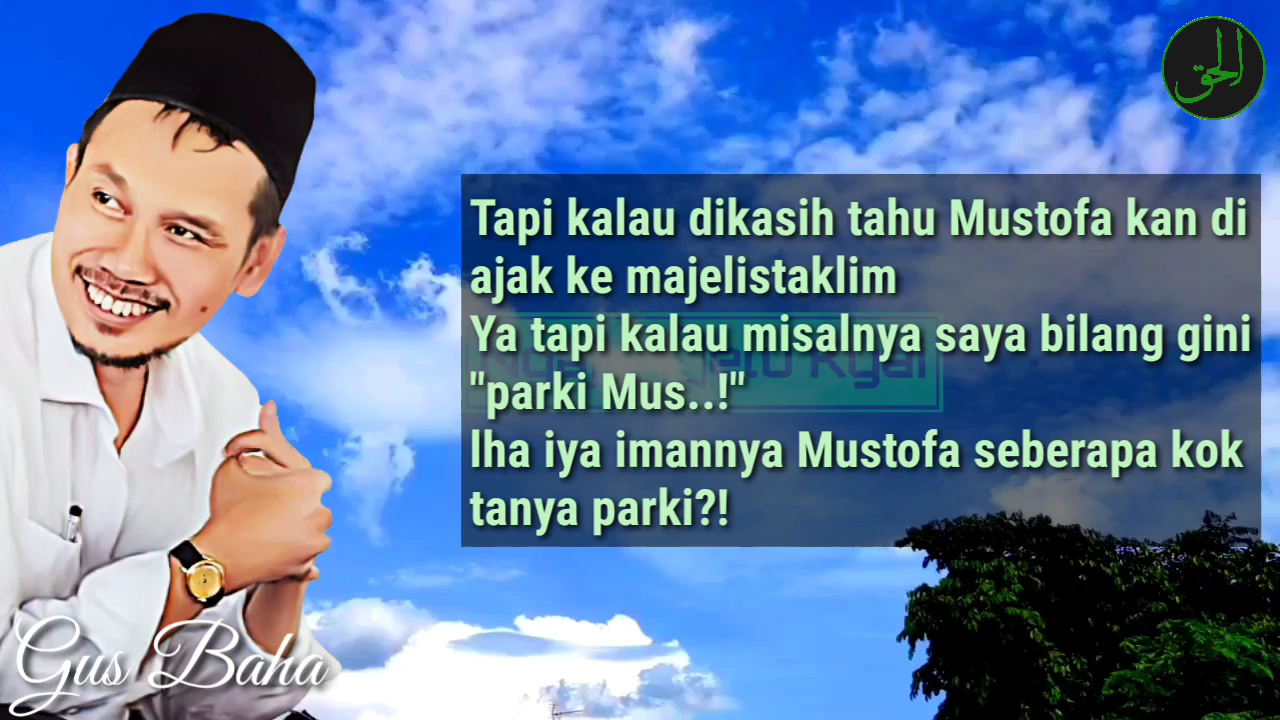 الحق
Tapi kalau dikasih tahu Mustofa kan di
ajak ke majelistaklim
Ya tapi kalau misalnya saya bilang gini
"parki Mus..!"
lha iya imannya Mustofa seberapa kok
tanya parki?!
Kyai
Gus Baha